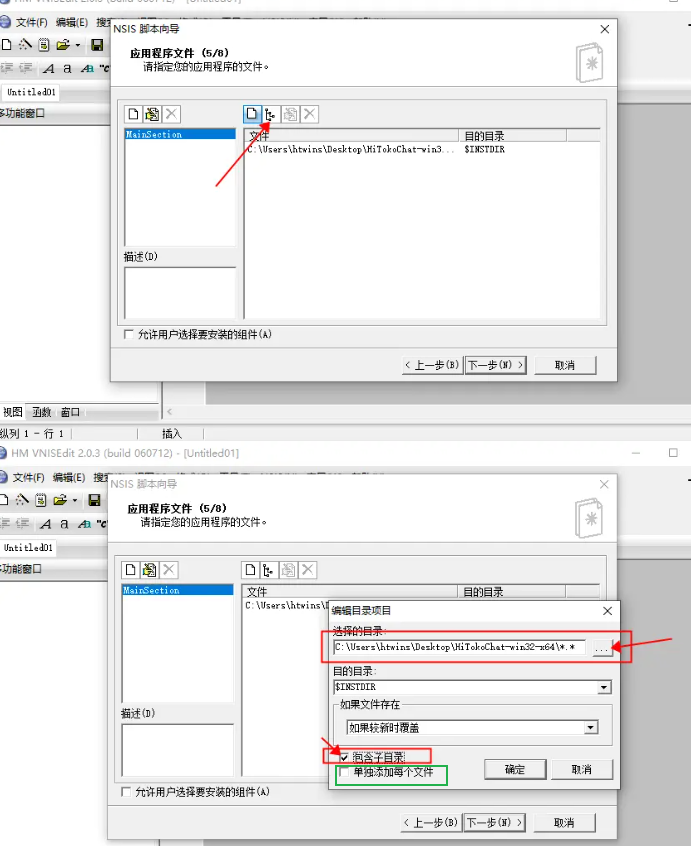 HM VNISEdit 2.0.3 (build 060712) - [Untitled01]
文件(F) 编辑(E) 搜
Untitled01
多功能窗口
NSIS 脚本向导
应用程序文件 (5/8)
请指定您的应用程序的文件。
MainSection
文件 目的目录
C:\Users\htwins\Desktop\HiTokoChat-win3... $INSTDIR
描述(D)
允许用户选择要安装的组件(A)
< 上一步(B) 下一步(N) > 取消
视图 函数 窗口
纵列 1 - 行 1 插入
HM VNISEdit 2.0.3 (build 060712) - [Untitled01]
文件(F) 编辑(E) 搜
Untitled01
多功能窗口
NSIS 脚本向导
应用程序文件 (5/8)
请指定您的应用程序的文件。
MainSection
文件 目的目录
C:\Users\htwins\
编辑目录项目
选择的目录:
C:\Users\htwins\Desktop\HiTokoChat-win32-x64\*.* ...
目的目录:
$INSTDIR
如果文件存在
如果较新时覆盖
包含子目录
单独添加每个文件
确定 取消
描述(D)
允许用户选择要安装的组件(A)
< 上一步(B) 下一步(N) > 取消